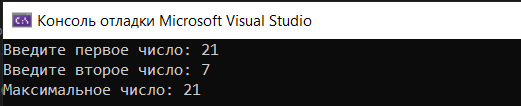 Консоль отладки Microsoft Visual Studio
Введите первое число: 21
Введите второе число: 7
Максимальное число: 21